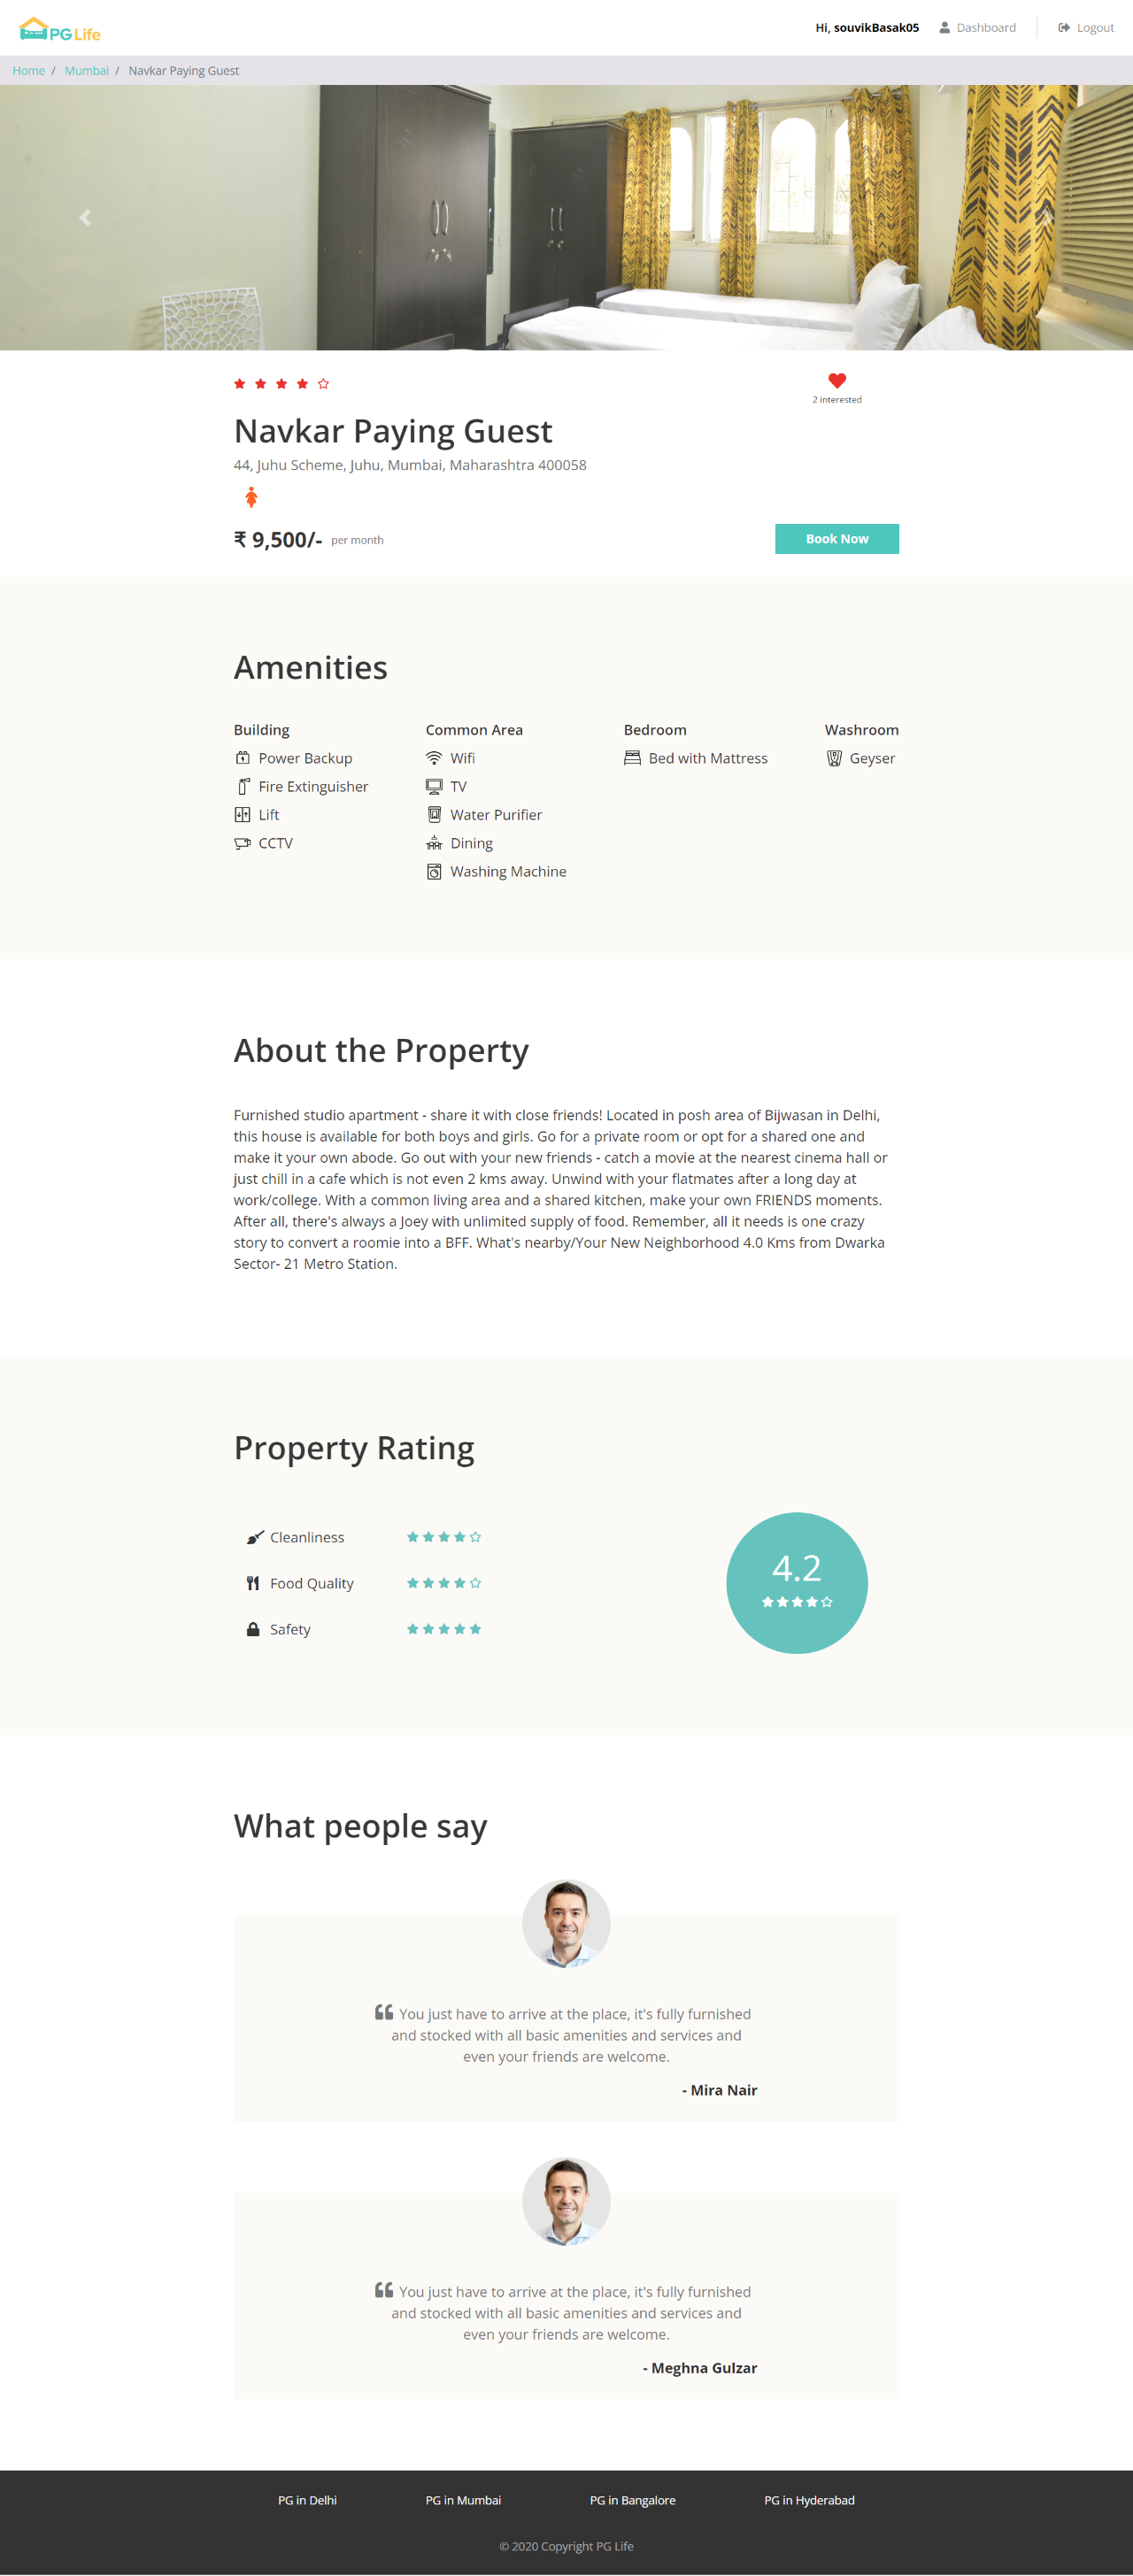 PG Life
Hi, souvikBasak05 Dashboard Logout
Home / Mumbai / Navkar Paying Guest
2 interested
Navkar Paying Guest
44, Juhu Scheme, Juhu, Mumbai, Maharashtra 400058
₹ 9,500/- per month
Book Now
Amenities
Building
Power Backup
Fire Extinguisher
Lift
CCTV
Common Area
Wifi
TV
Water Purifier
Dining
Washing Machine
Bedroom
Bed with Mattress
Washroom
Geyser
About the Property
Furnished studio apartment - share it with close friends! Located in posh area of Bijwasan in Delhi,
this house is available for both boys and girls. Go for a private room or opt for a shared one and
make it your own abode. Go out with your new friends - catch a movie at the nearest cinema hall or
just chill in a cafe which is not even 2 kms away. Unwind with your flatmates after a long day at
work/college. With a common living area and a shared kitchen, make your own FRIENDS moments.
After all, there's always a Joey with unlimited supply of food. Remember, all it needs is one crazy
story to convert a roomie into a BFF. What's nearby/Your New Neighborhood 4.0 Kms from Dwarka
Sector- 21 Metro Station.
Property Rating
Cleanliness
Food Quality
Safety
4.2
What people say
You just have to arrive at the place, it's fully furnished
and stocked with all basic amenities and services and
even your friends are welcome.
- Mira Nair
You just have to arrive at the place, it's fully furnished
and stocked with all basic amenities and services and
even your friends are welcome.
- Meghna Gulzar
PG in Delhi PG in Mumbai PG in Bangalore PG in Hyderabad
© 2020 Copyright PG Life